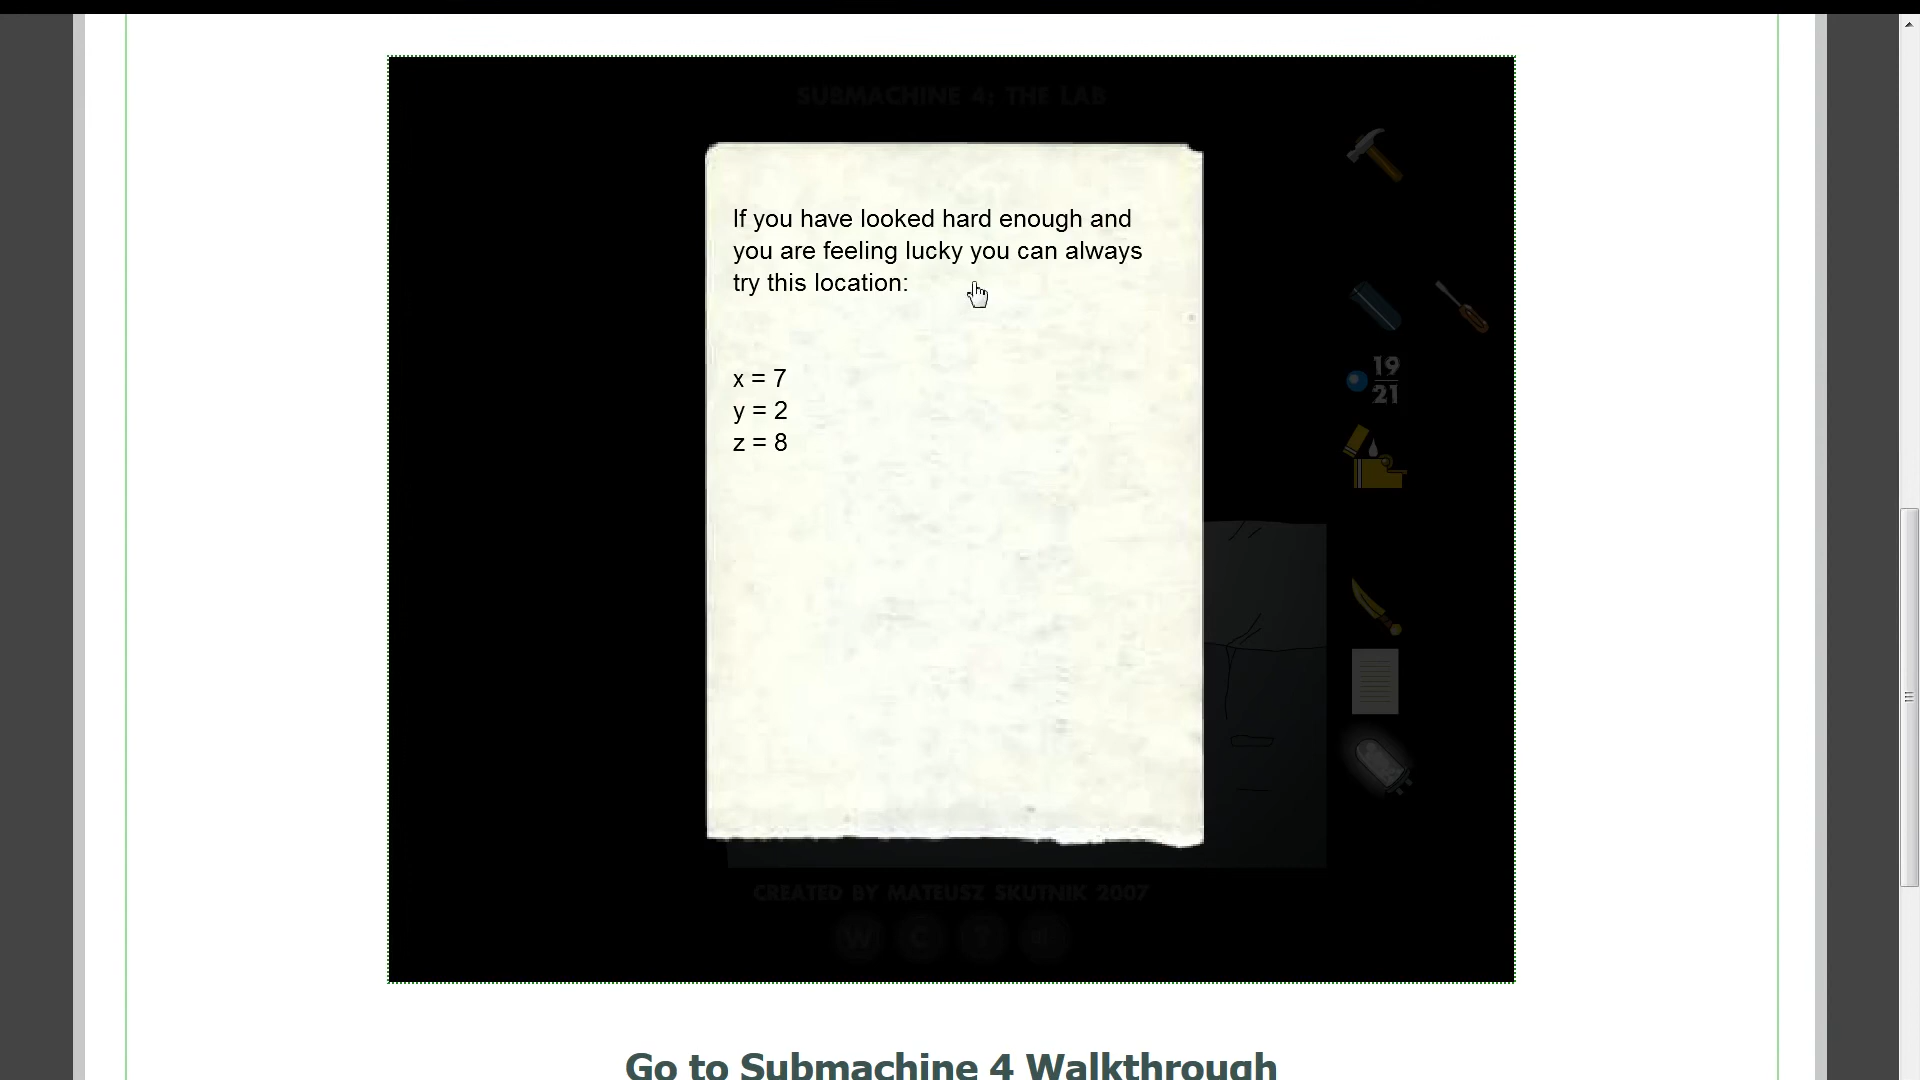 SUBMACHINE 4: THE LAB
If you have looked hard enough and
you are feeling lucky you can always
try this location:
x = 7
y = 2
z = 8
19
21
CREATED BY MATEUSZ SKUTNIK 2007
W C ?
Go to Submachine 4 Walkthrough